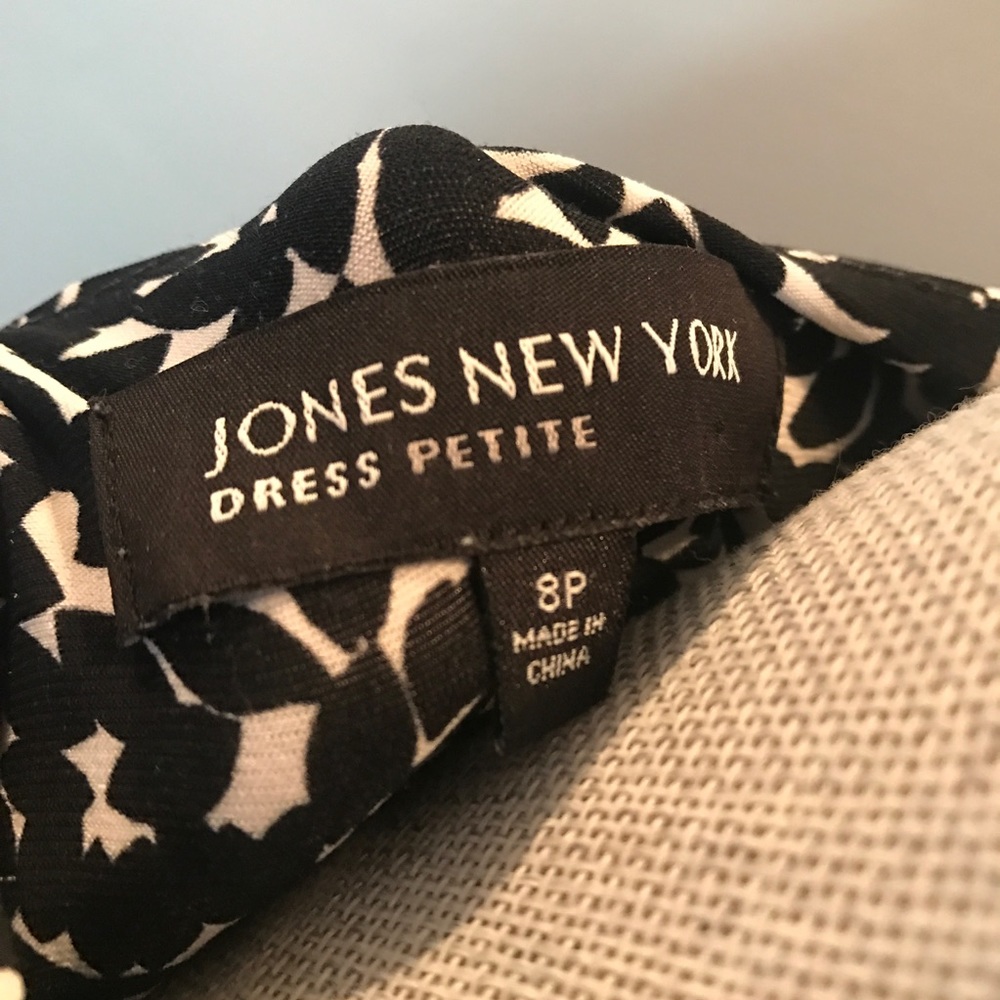 JONES NEW YORK
DRESS PETITE
8P
MADE IN
CHINA